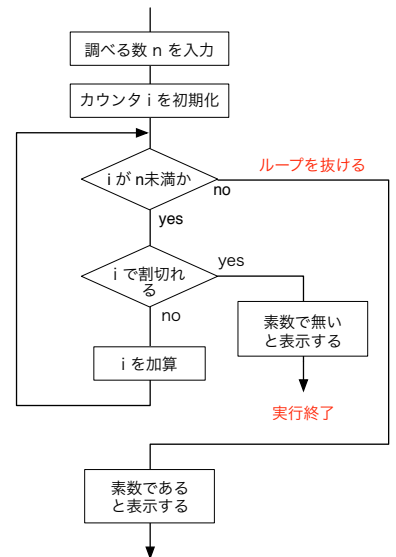 調べる数 n を入力
カウンタ i を初期化
i が n未満か
no
ループを抜ける
yes
i で割切れ
る
yes
no
素数で無い
と表示する
i を加算
実行終了
素数である
と表示する